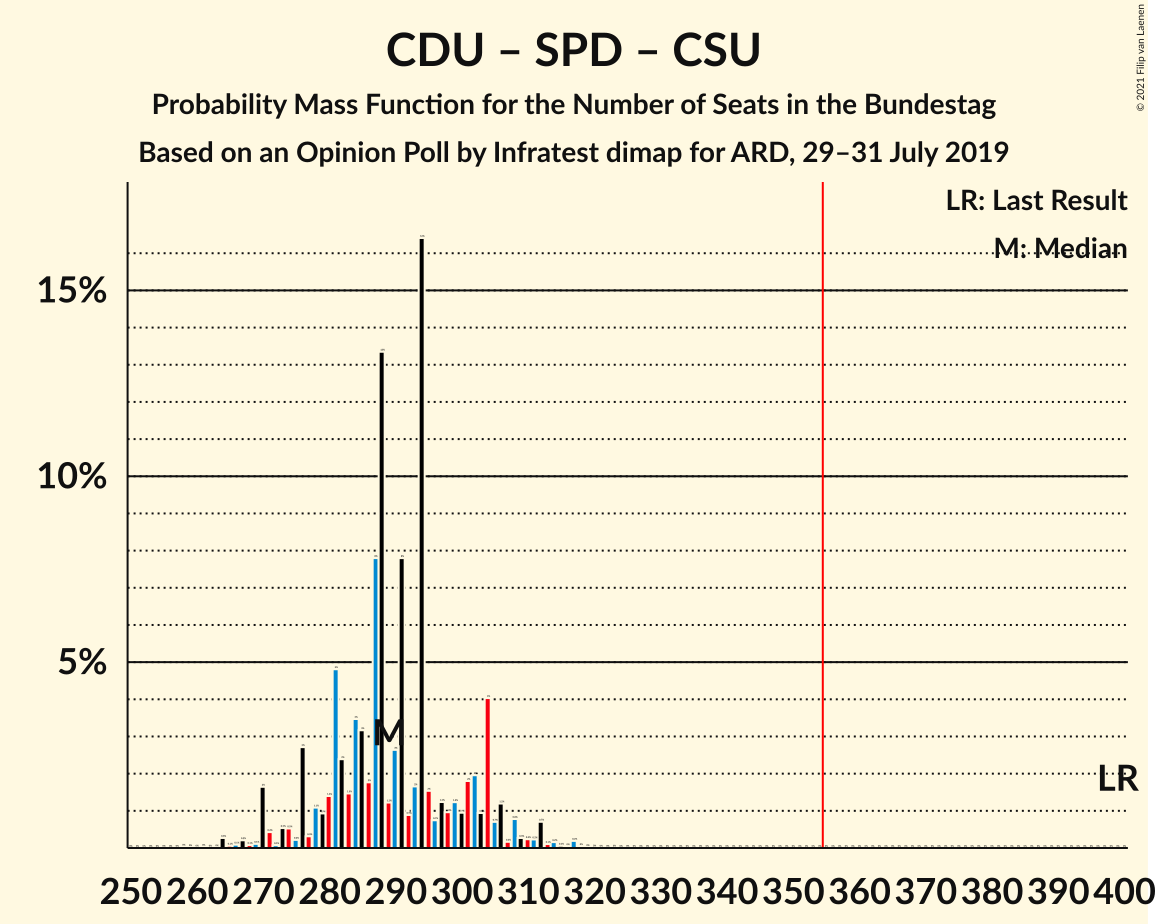 CDU – SPD – CSU
Probability Mass Function for the Number of Seats in the Bundestag
Based on an Opinion Poll by Infratest dimap for ARD, 29–31 July 2019
© 2021 Filip van Laenen
LR: Last Result
M: Median
15%
10%
5%
M
LR
250 260 270 280 290 300 310 320 330 340 350 360 370 380 390 400